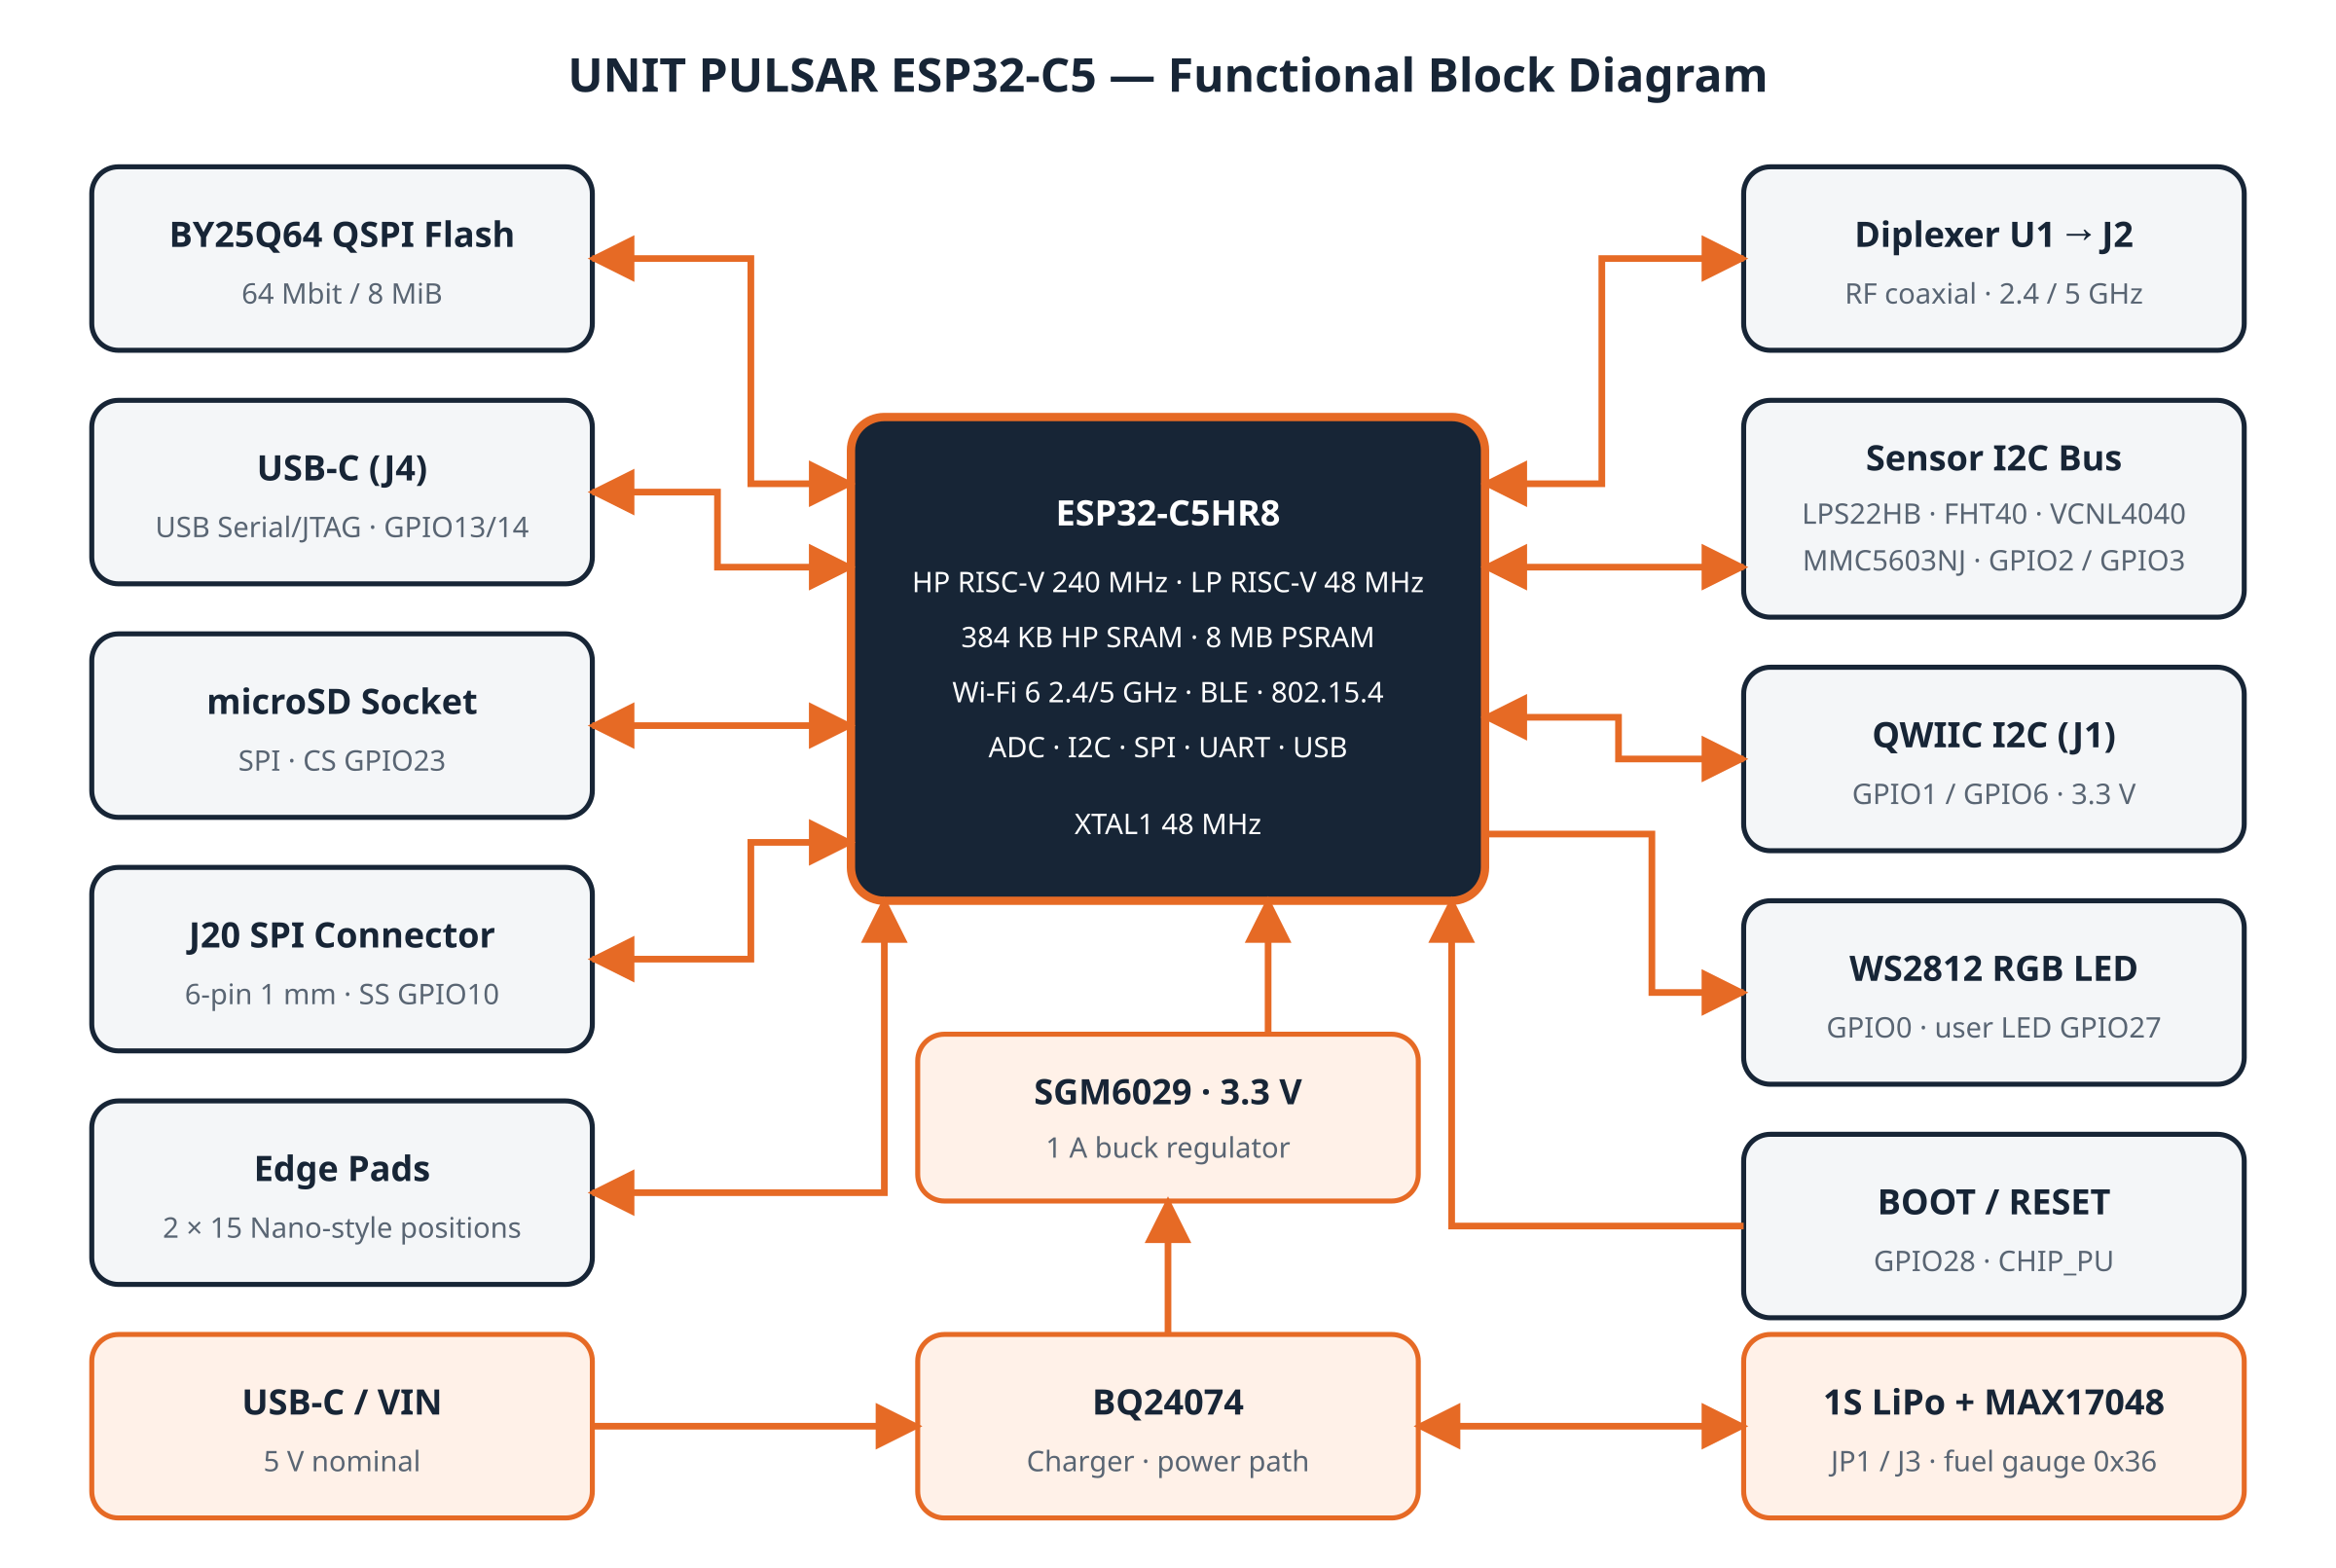 UNIT PULSAR ESP32-C5 — Functional Block Diagram
BY25Q64 QSPI Flash
64 Mbit / 8 MiB
USB-C (J4)
USB Serial/JTAG · GPIO13/14
microSD Socket
SPI · CS GPIO23
J20 SPI Connector
6-pin 1 mm · SS GPIO10
Edge Pads
2 × 15 Nano-style positions
USB-C / VIN
5 V nominal
ESP32-C5HR8
HP RISC-V 240 MHz · LP RISC-V 48 MHz
384 KB HP SRAM · 8 MB PSRAM
Wi-Fi 6 2.4/5 GHz · BLE · 802.15.4
ADC · I2C · SPI · UART · USB
XTAL1 48 MHz
SGM6029 · 3.3 V
1 A buck regulator
BQ24074
Charger · power path
Diplexer U1 → J2
RF coaxial · 2.4 / 5 GHz
Sensor I2C Bus
LPS22HB · FHT40 · VCNL4040
MMC5603NJ · GPIO2 / GPIO3
QWIIC I2C (J1)
GPIO1 / GPIO6 · 3.3 V
WS2812 RGB LED
GPIO0 · user LED GPIO27
BOOT / RESET
GPIO28 · CHIP_PU
1S LiPo + MAX17048
JP1 / J3 · fuel gauge 0x36